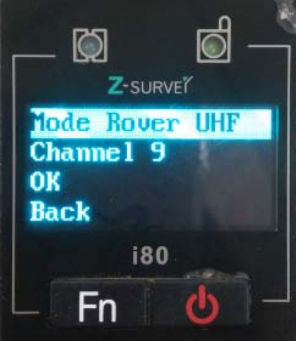 Z-SURVEY
Mode Rover UHF
Channel 9
OK
Back
i80
Fn